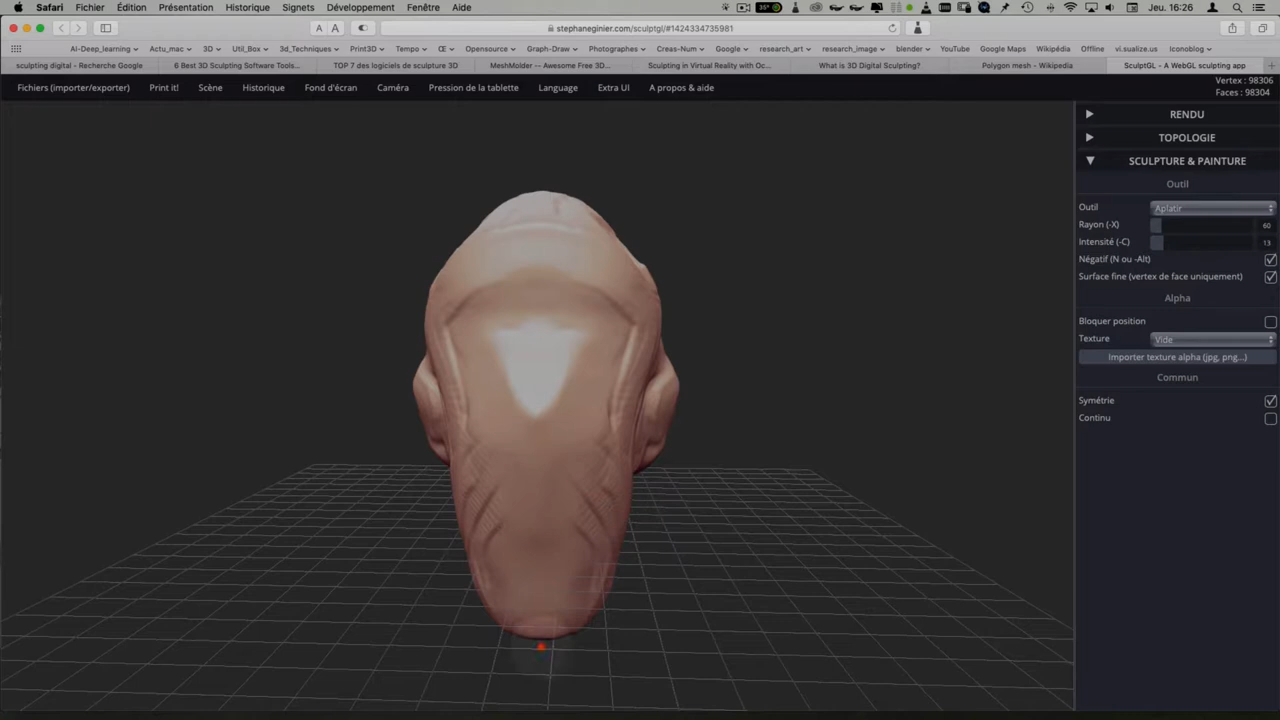 Safari Fichier Édition Présentation Historique Signets Développement Fenêtre Aide 35° Jeu. 16:26
A A stephaneginier.com/sculptgl/#1424334735981
AI-Deep_learning Actu_mac 3D Util_Box 3d_Techniques Print3D Tempo Œ Opensource Graph-Draw Photographes Creas-Num Google research_art research_image blender YouTube Google Maps Wikipédia Offline vi.sualize.us Iconoblog
sculpting digital - Recherche Google 6 Best 3D Sculpting Software Tools... TOP 7 des logiciels de sculpture 3D MeshMolder -- Awesome Free 3D... Sculpting in Virtual Reality with Oc... What is 3D Digital Sculpting? Polygon mesh - Wikipedia SculptGL - A WebGL sculpting app
Fichiers (importer/exporter) Print it! Scène Historique Fond d'écran Caméra Pression de la tablette Language Extra UI A propos & aide
Vertex : 98306
Faces : 98304
RENDU
TOPOLOGIE
SCULPTURE & PAINTURE
Outil
Outil Aplatir
Rayon (-X) 60
Intensité (-C) 13
Négatif (N ou -Alt)
Surface fine (vertex de face uniquement)
Alpha
Bloquer position
Texture Vide
Importer texture alpha (jpg, png...)
Commun
Symétrie
Continu